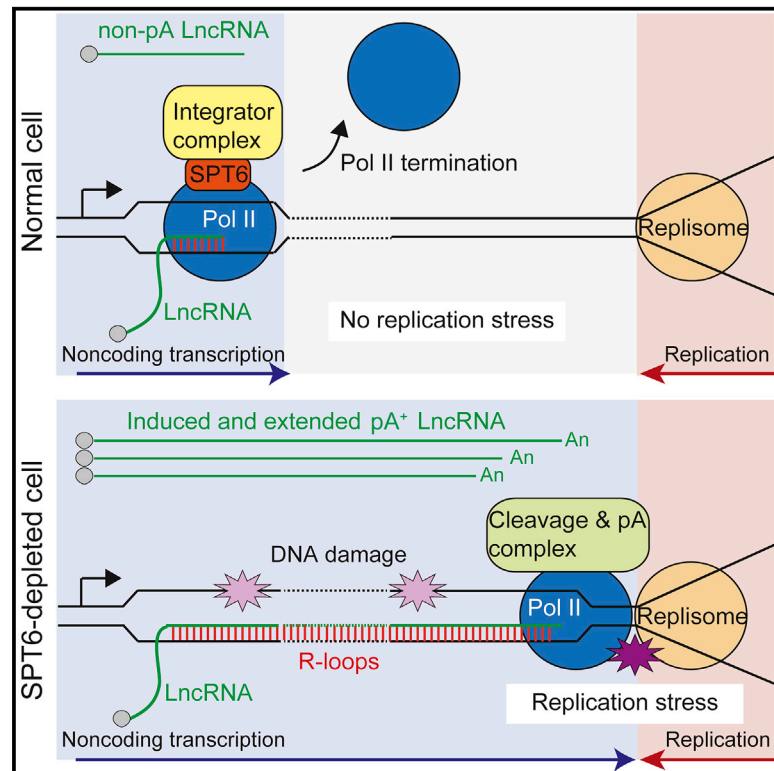 Normal cell
non-pA LncRNA
Integrator
complex
SPT6
Pol II
Pol II termination
Replisome
LncRNA
No replication stress
Noncoding transcription
Replication
SPT6-depleted cell
Induced and extended pA⁺ LncRNA
An
An
An
Cleavage & pA
complex
DNA damage
Pol II
Replisome
R-loops
LncRNA
Replication stress
Noncoding transcription
Replication